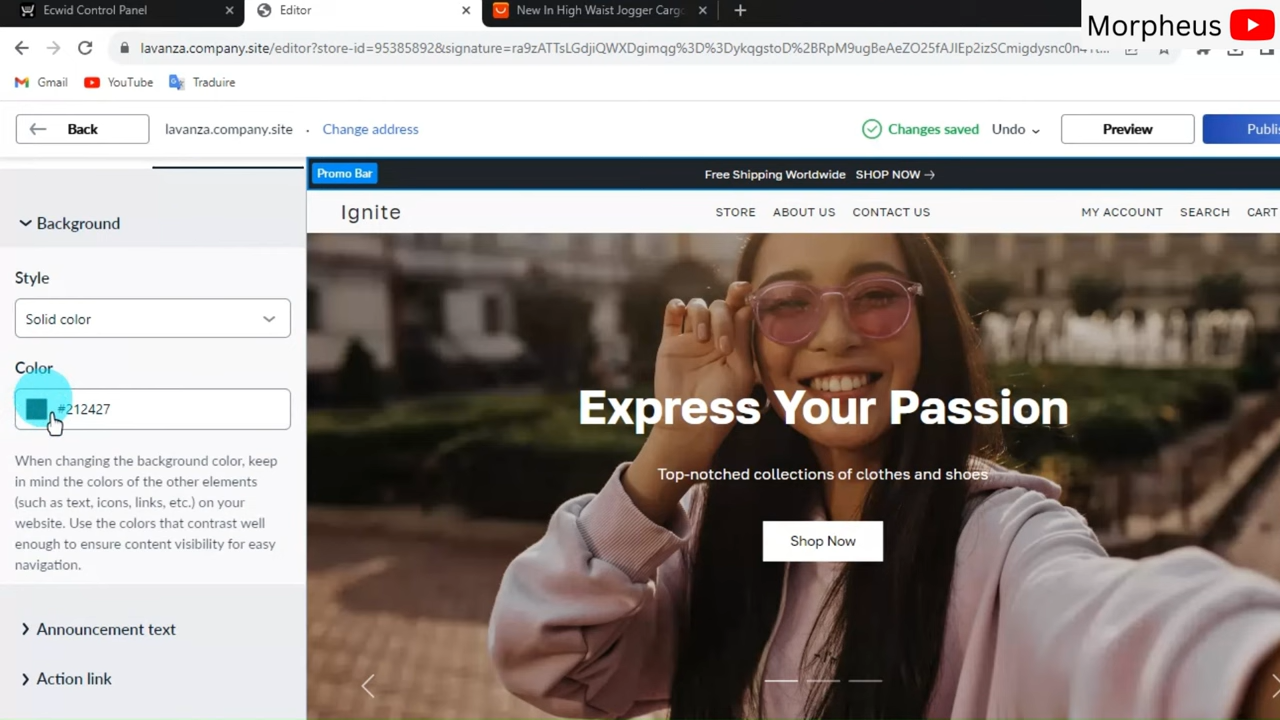 Ecwid Control Panel
Editor
New In High Waist Jogger Cargo
Morpheus
lavanza.company.site/editor?store-id=95385892&signature=ra9zATTsLGdjiQWXDgimqg%3D%3DykqgstoD%2BRpM9ugBeAeZO25fAJIEp2izSCmigdysnc0n4
Gmail
YouTube
Traduire
Back
lavanza.company.site
· Change address
Changes saved
Undo
Preview
Publi
Promo Bar
Free Shipping Worldwide SHOP NOW →
Ignite
STORE ABOUT US CONTACT US
MY ACCOUNT SEARCH CART
Background
Style
Solid color
Color
#212427
When changing the background color, keep
in mind the colors of the other elements
(such as text, icons, links, etc.) on your
website. Use the colors that contrast well
enough to ensure content visibility for easy
navigation.
Announcement text
Action link
Express Your Passion
Top-notched collections of clothes and shoes
Shop Now